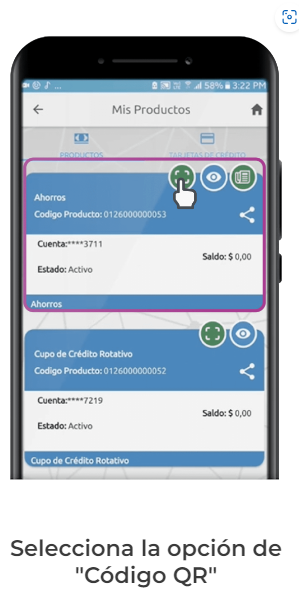 58% 3:22 PM
Mis Productos
PRODUCTOS
TARJETAS DE CRÉDITO
Ahorros
Codigo Producto: 0126000000053
Cuenta:****3711
Saldo: $ 0,00
Estado: Activo
Ahorros
Cupo de Crédito Rotativo
Codigo Producto: 0126000000052
Cuenta:****7219
Saldo: $ 0,00
Estado: Activo
Cupo de Crédito Rotativo
Selecciona la opción de
"Código QR"